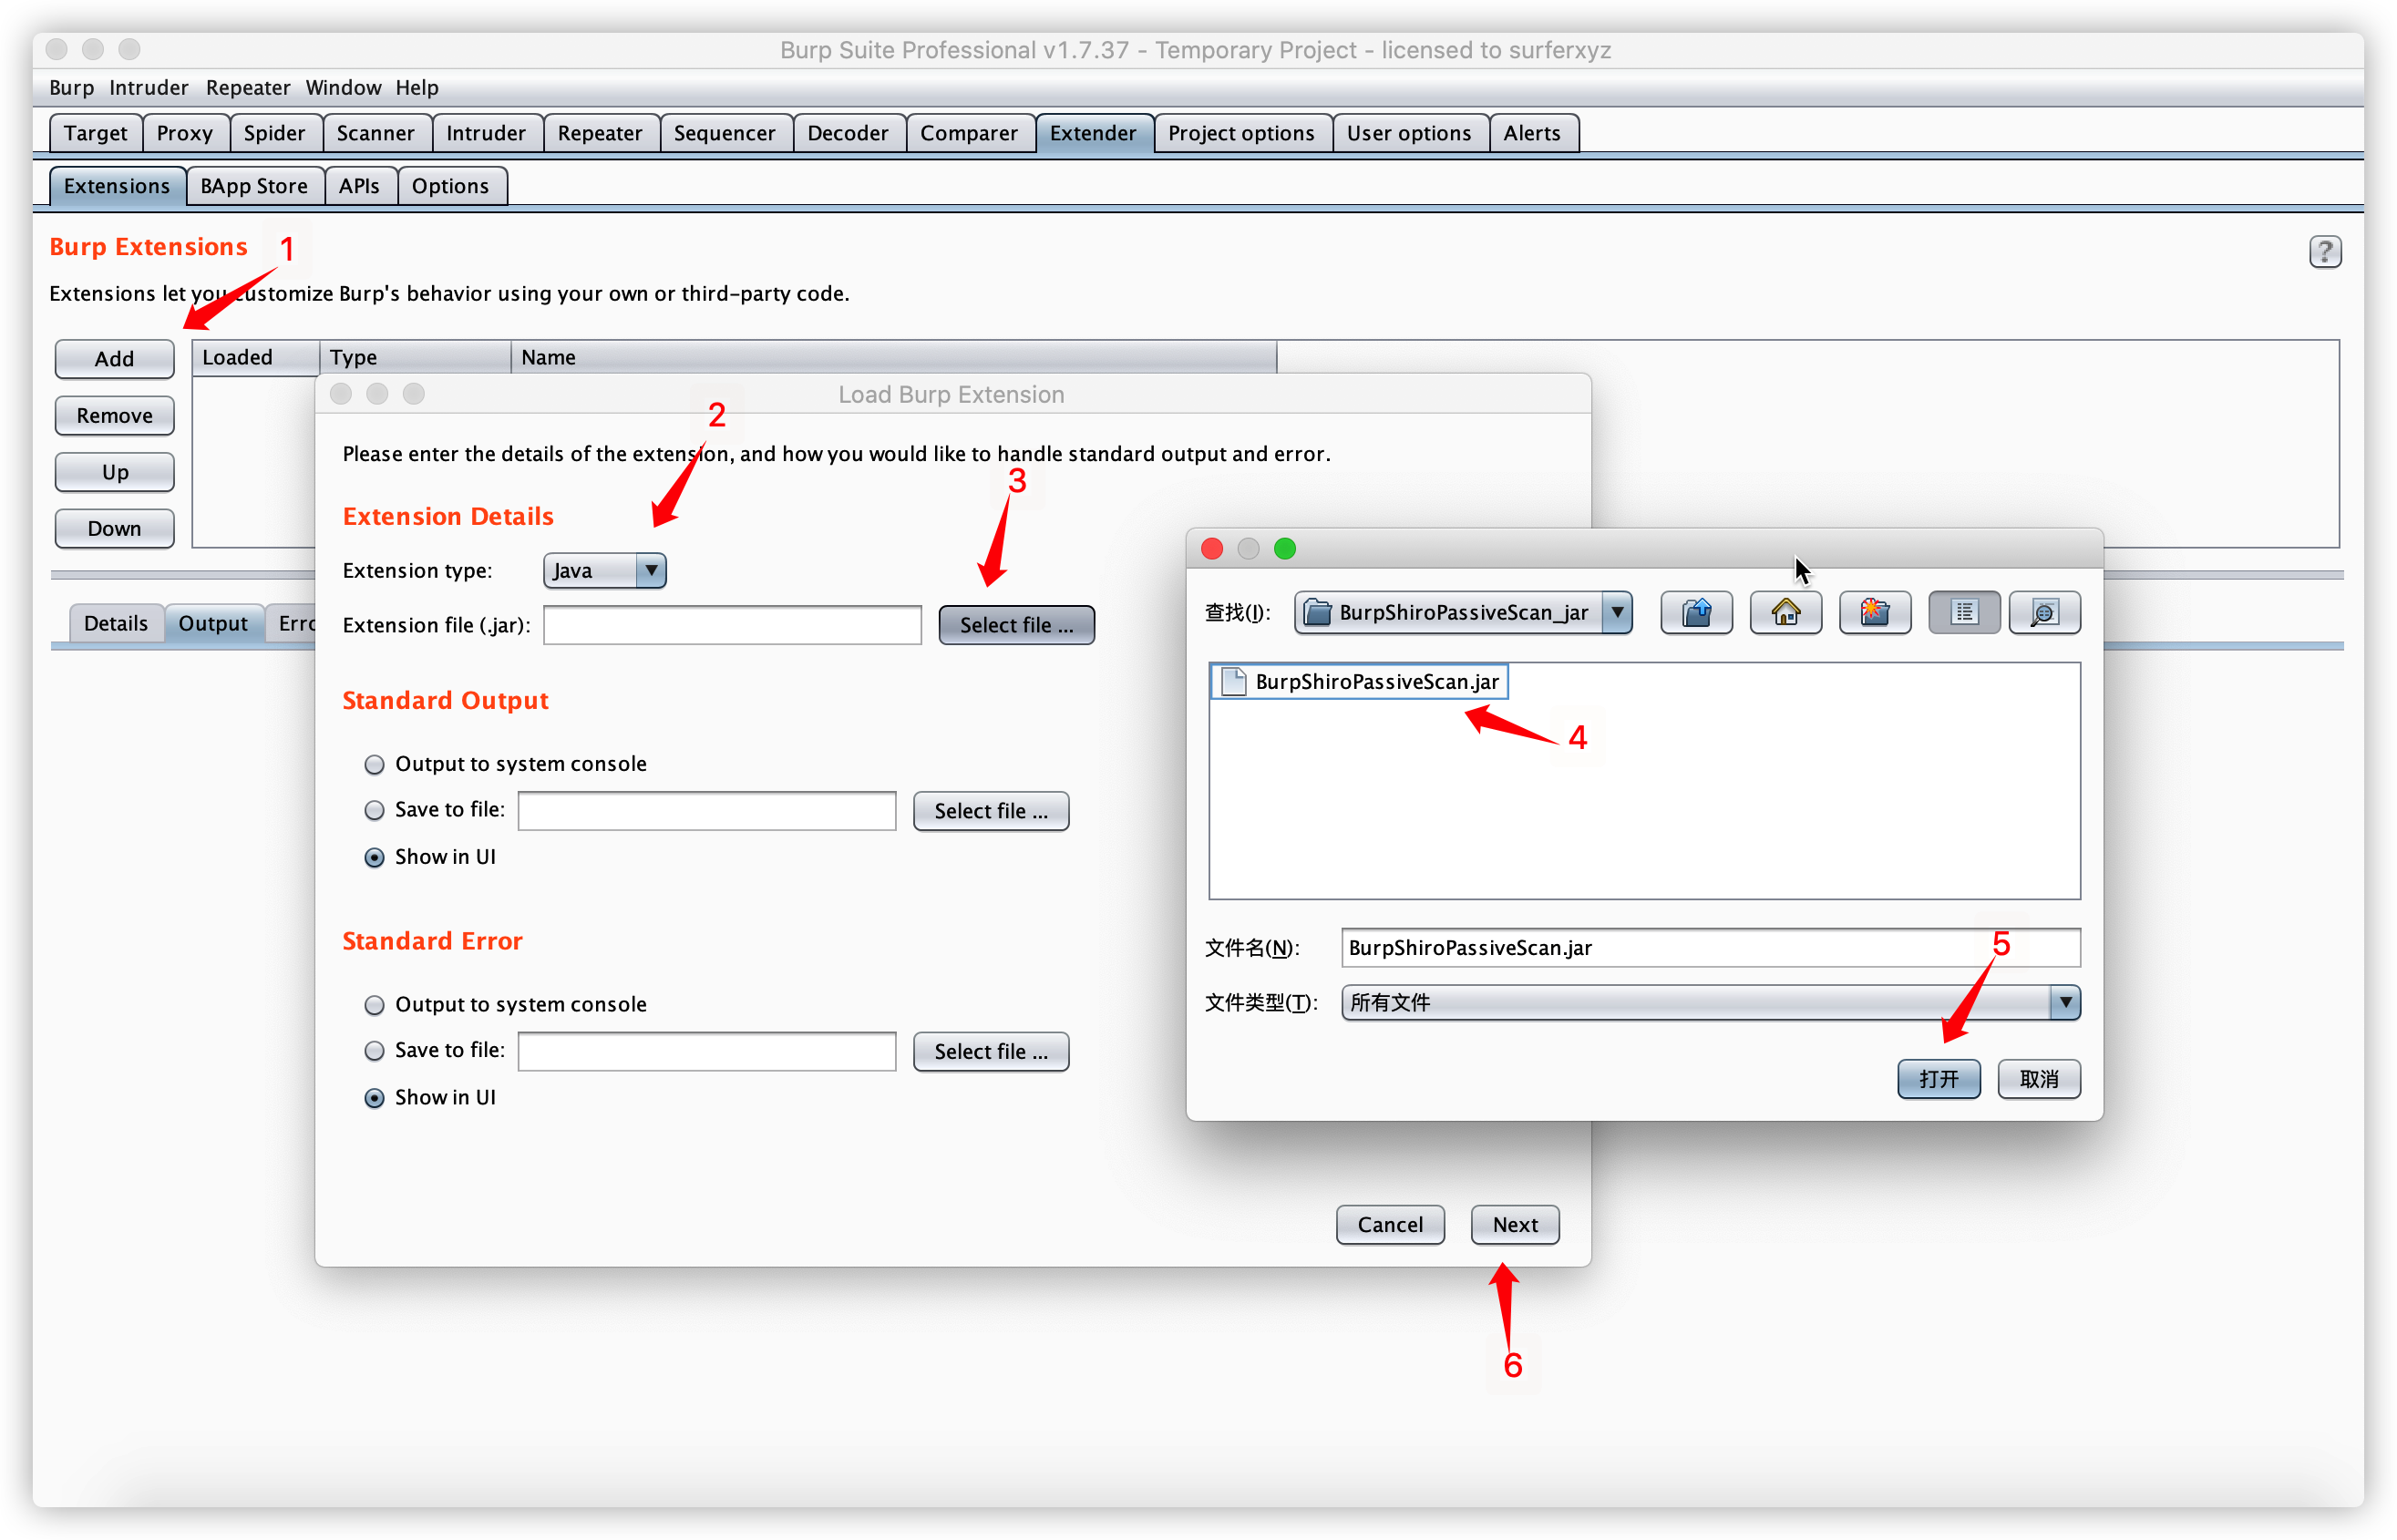 Burp Suite Professional v1.7.37 - Temporary Project - licensed to surferxyz
Burp Intruder Repeater Window Help
Target Proxy Spider Scanner Intruder Repeater Sequencer Decoder Comparer Extender Project options User options Alerts
Extensions BApp Store APIs Options
Burp Extensions 1 ?
Extensions let you customize Burp's behavior using your own or third-party code.
Add Loaded Type Name
Remove
Up
Down
Details Output Erro
Load Burp Extension
2
Please enter the details of the extension, and how you would like to handle standard output and error.
3
Extension Details
Extension type: Java
Extension file (.jar): Select file ...
Standard Output
Output to system console
Save to file: Select file ...
Show in UI
Standard Error
Output to system console
Save to file: Select file ...
Show in UI
Cancel Next
6
查找(I): BurpShiroPassiveScan_jar
BurpShiroPassiveScan.jar
4
文件名(N): BurpShiroPassiveScan.jar
5
文件类型(T): 所有文件
打开 取消